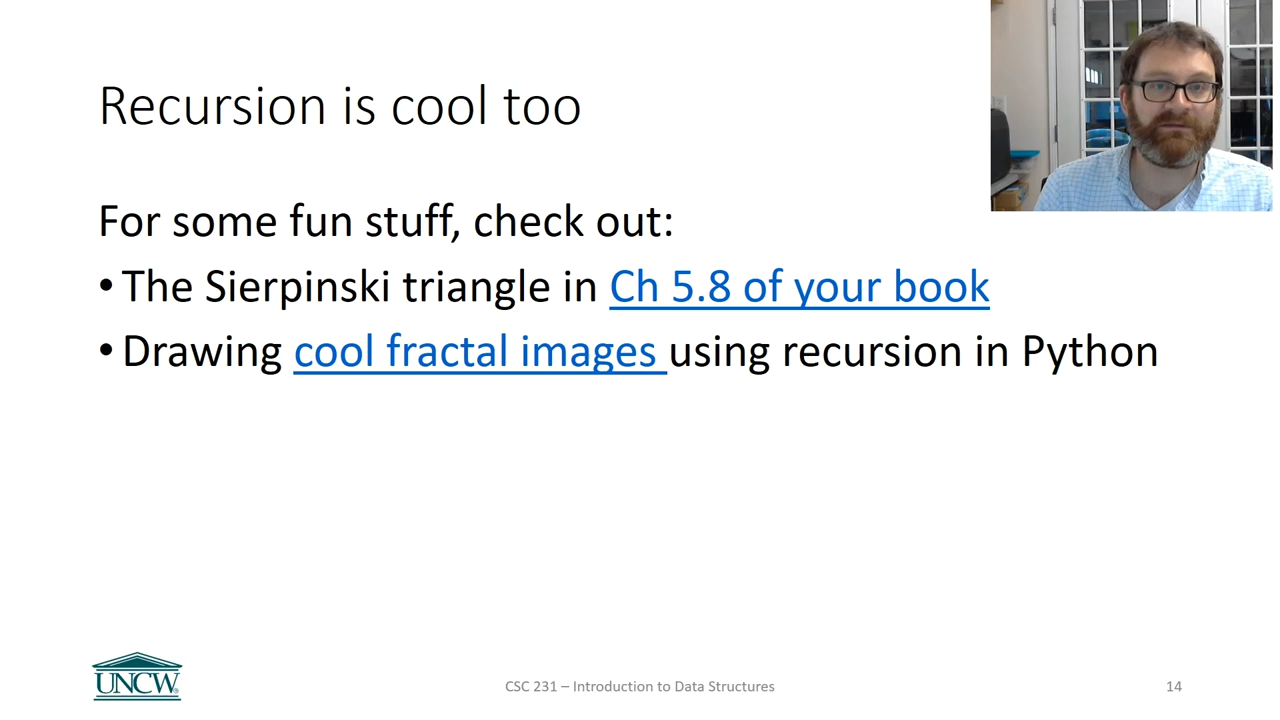 Recursion is cool too
For some fun stuff, check out:
•The Sierpinski triangle in Ch 5.8 of your book
•Drawing cool fractal images using recursion in Python
UNCW®
CSC 231 – Introduction to Data Structures
14